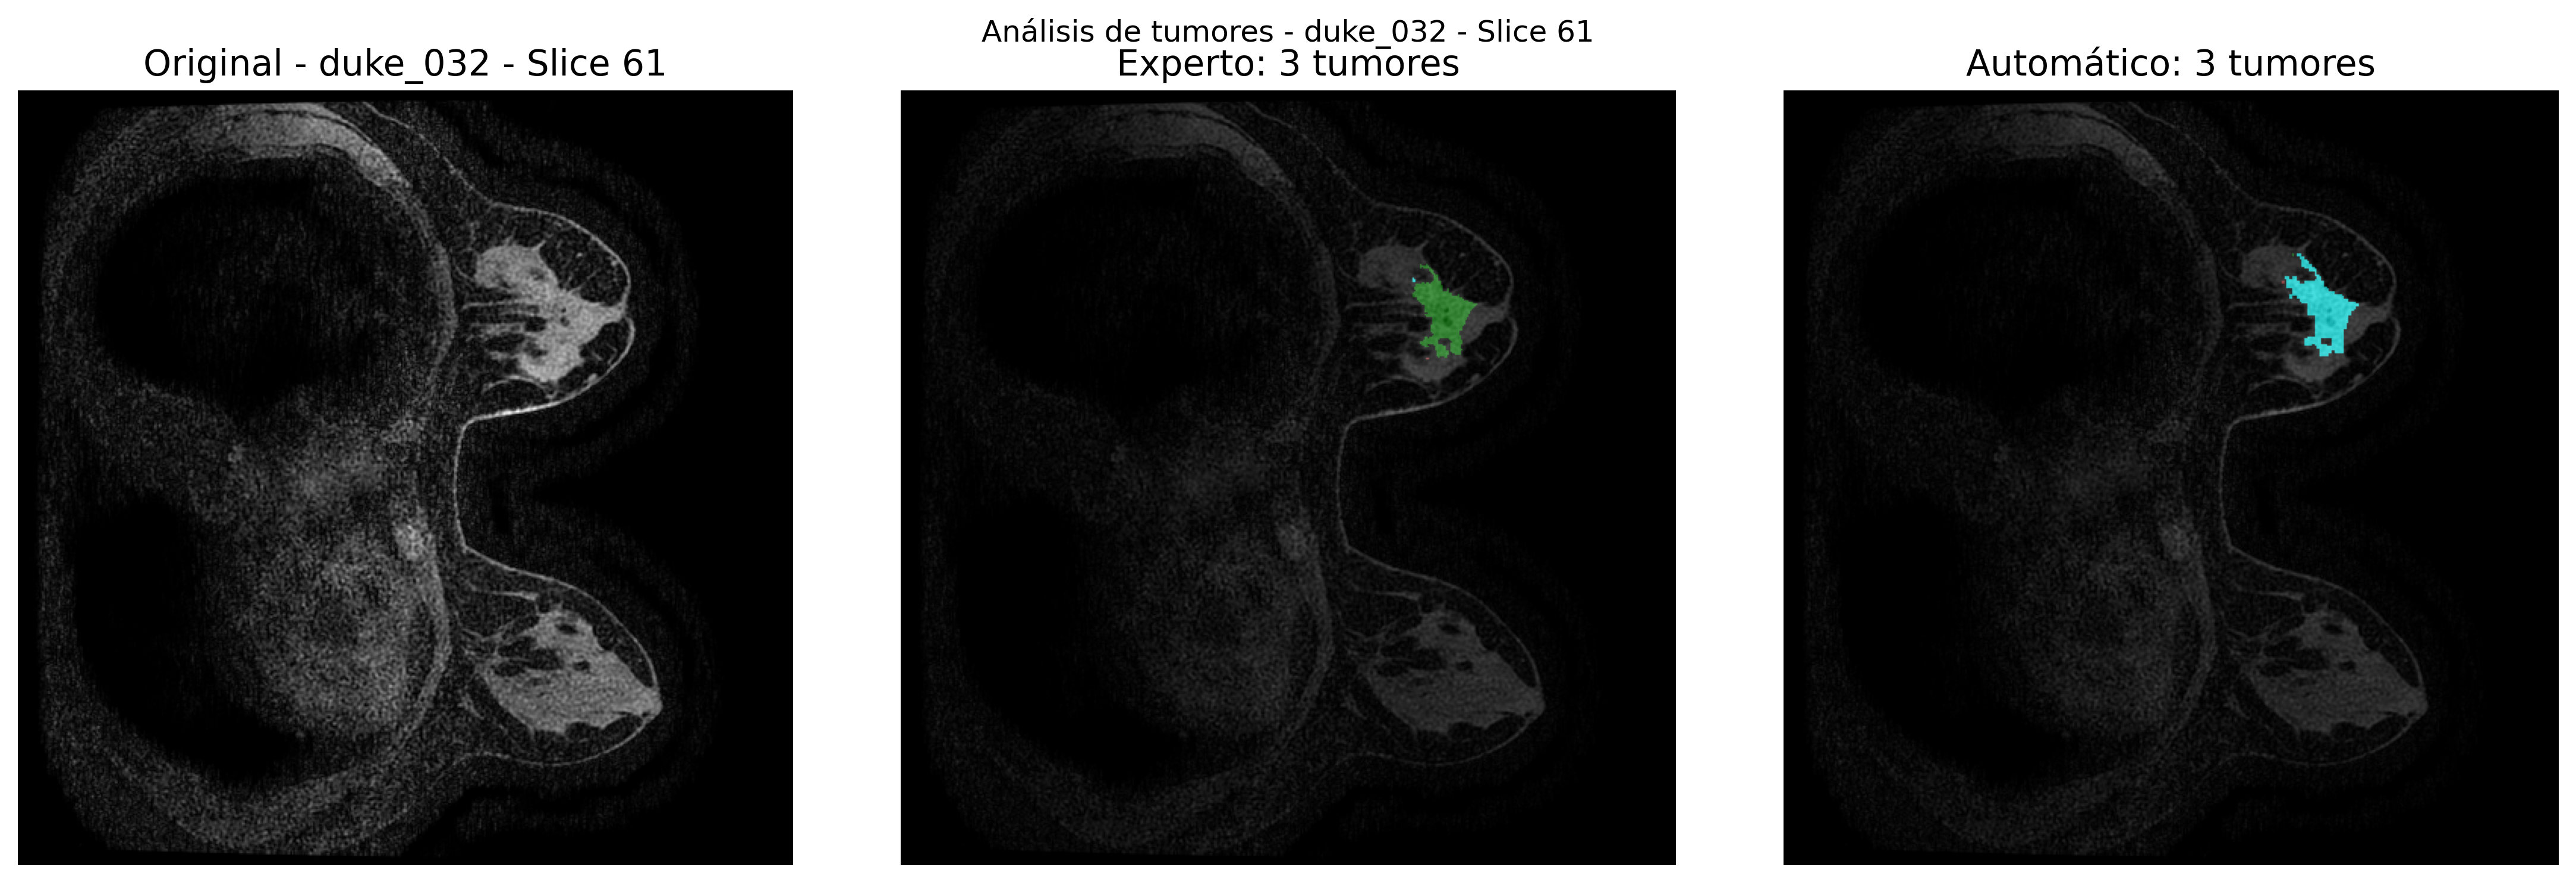 Análisis de tumores - duke_032 - Slice 61
Original - duke_032 - Slice 61
Experto: 3 tumores
Automático: 3 tumores